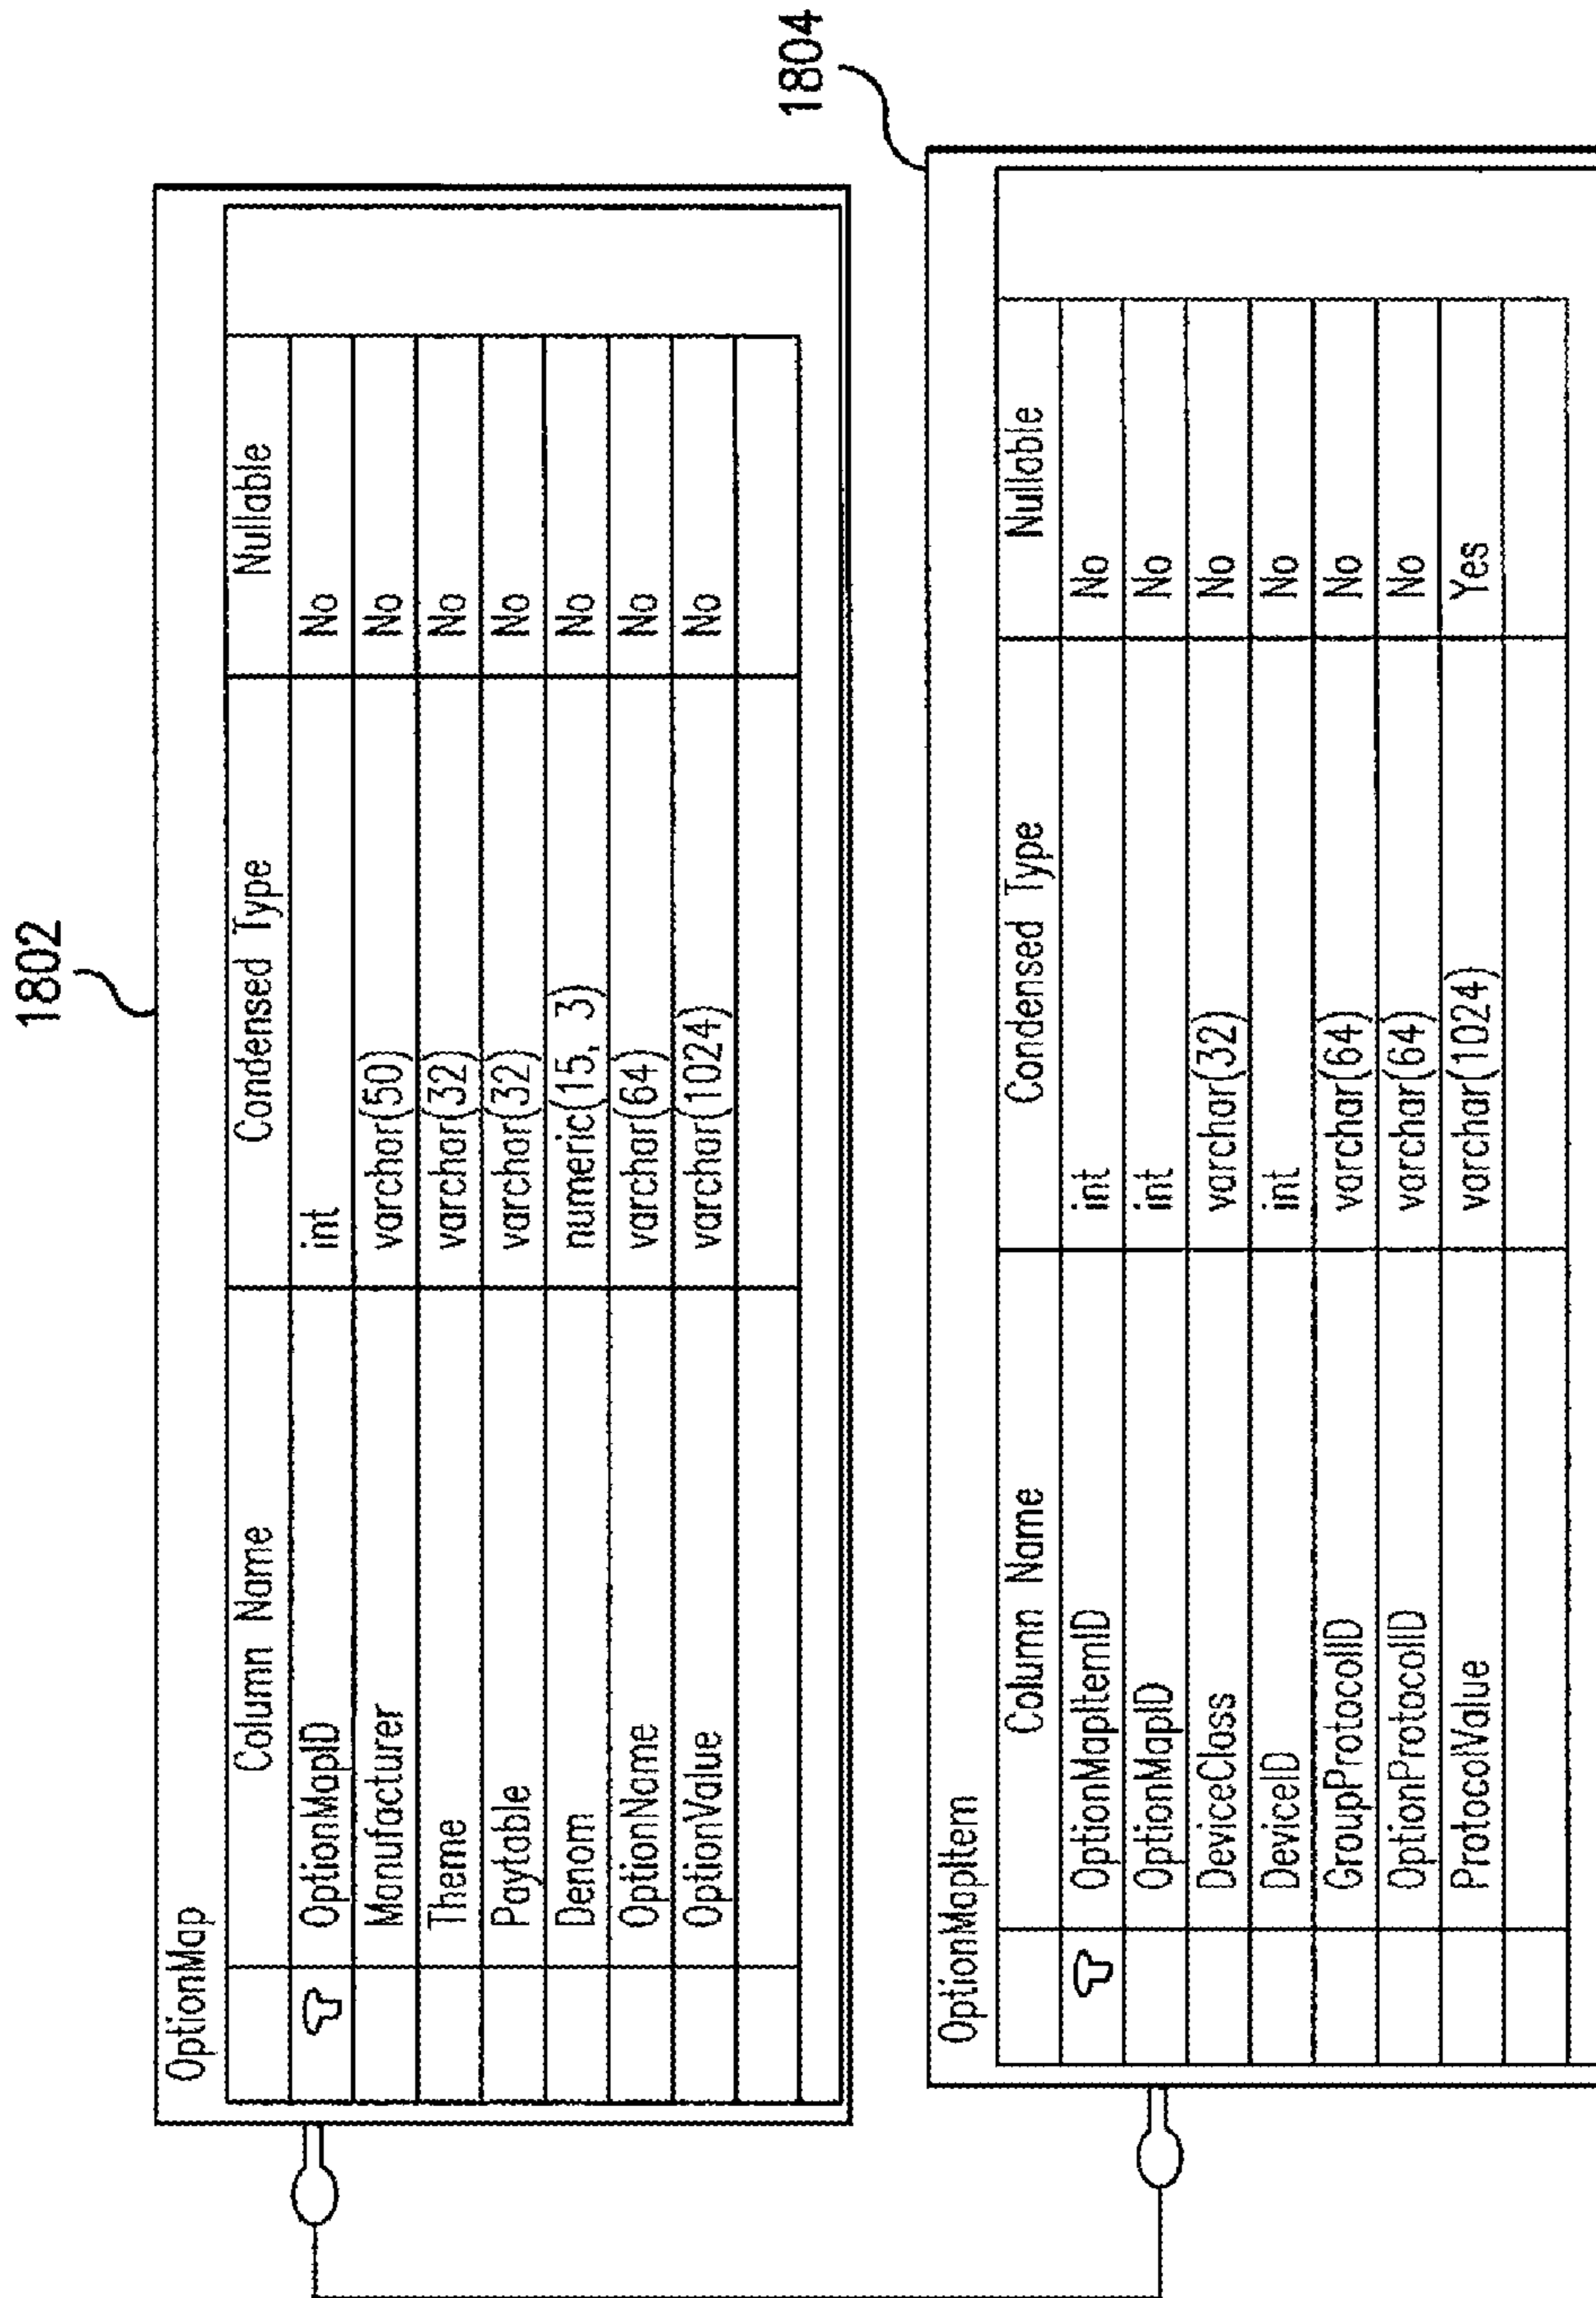 1802
OptionMap
Column Name Condensed Type Nullable
OptionMapID int No
Manufacturer varchar(50) No
Theme varchar(32) No
Paytable varchar(32) No
Denom numeric(15, 3) No
OptionName varchar(64) No
OptionValue varchar(1024) No
1804
OptionMapItem
Column Name Condensed Type Nullable
OptionMapItemID int No
OptionMapID int No
DeviceClass varchar(32) No
DeviceID int No
GroupProtocolID varchar(64) No
OptionProtocolID varchar(64) No
ProtocolValue varchar(1024) Yes